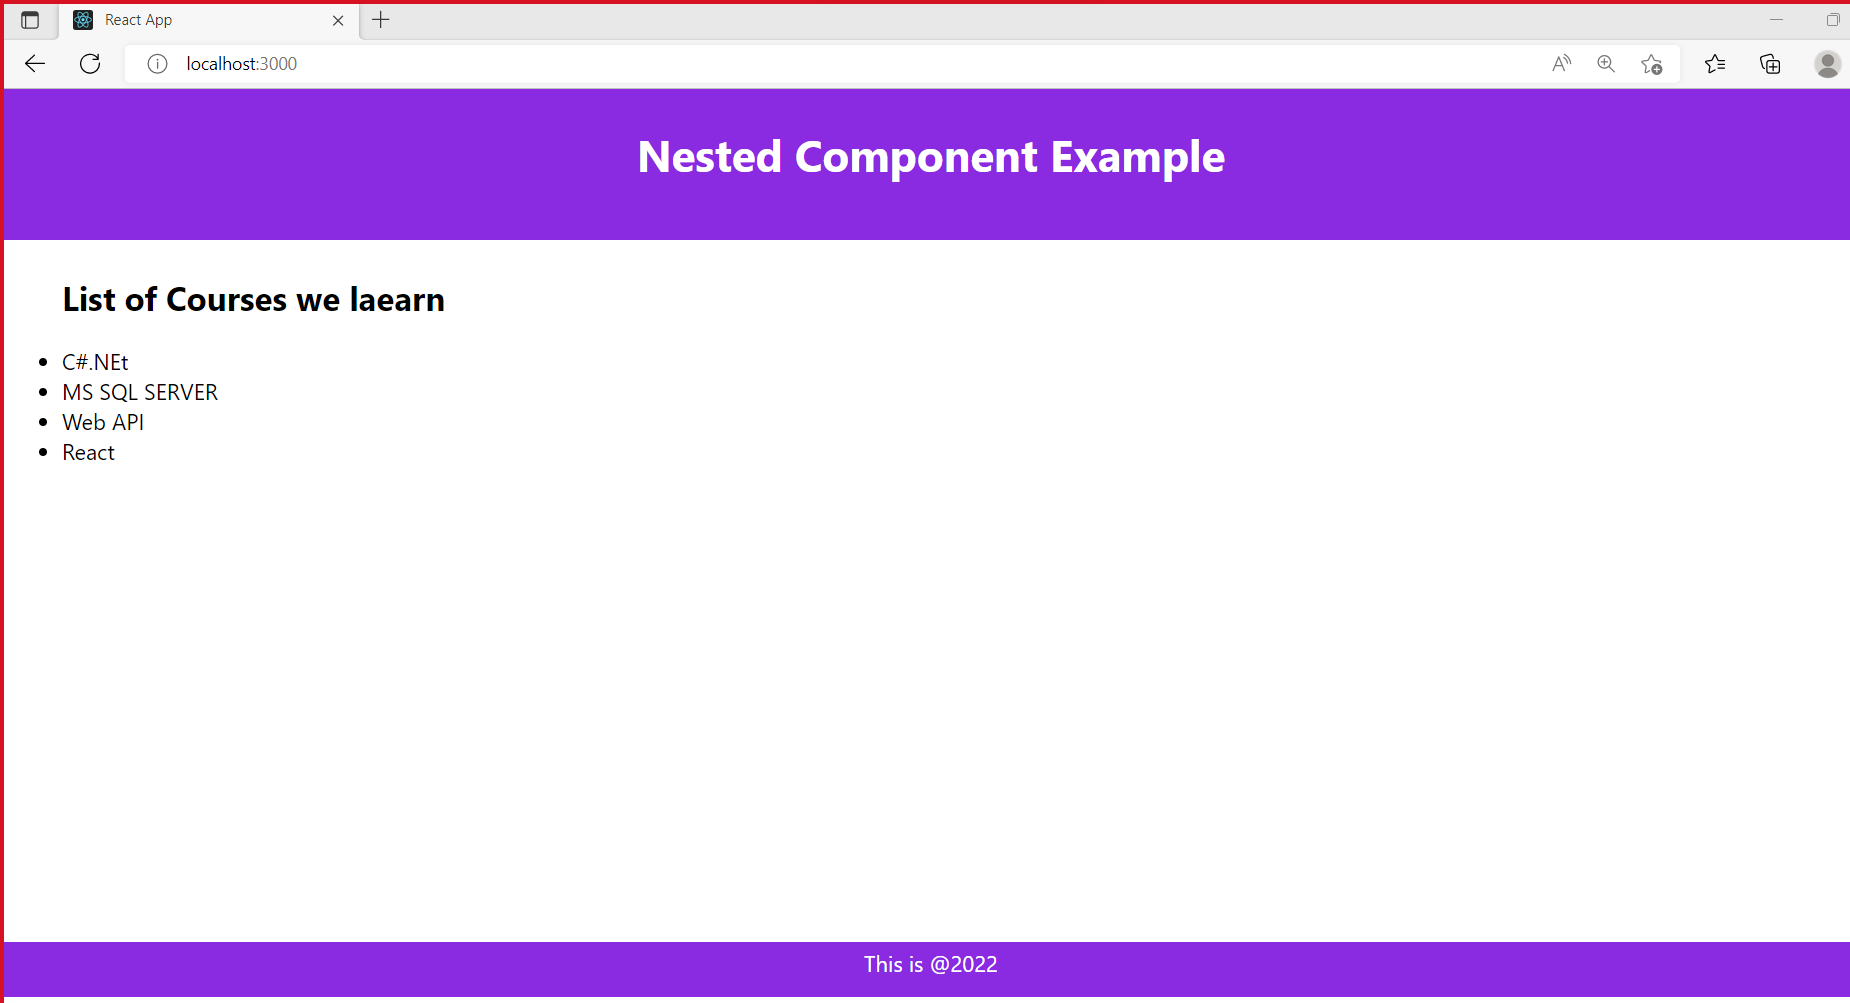 React App
localhost:3000
Nested Component Example
List of Courses we laearn
C#.NEt
MS SQL SERVER
Web API
React
This is @2022